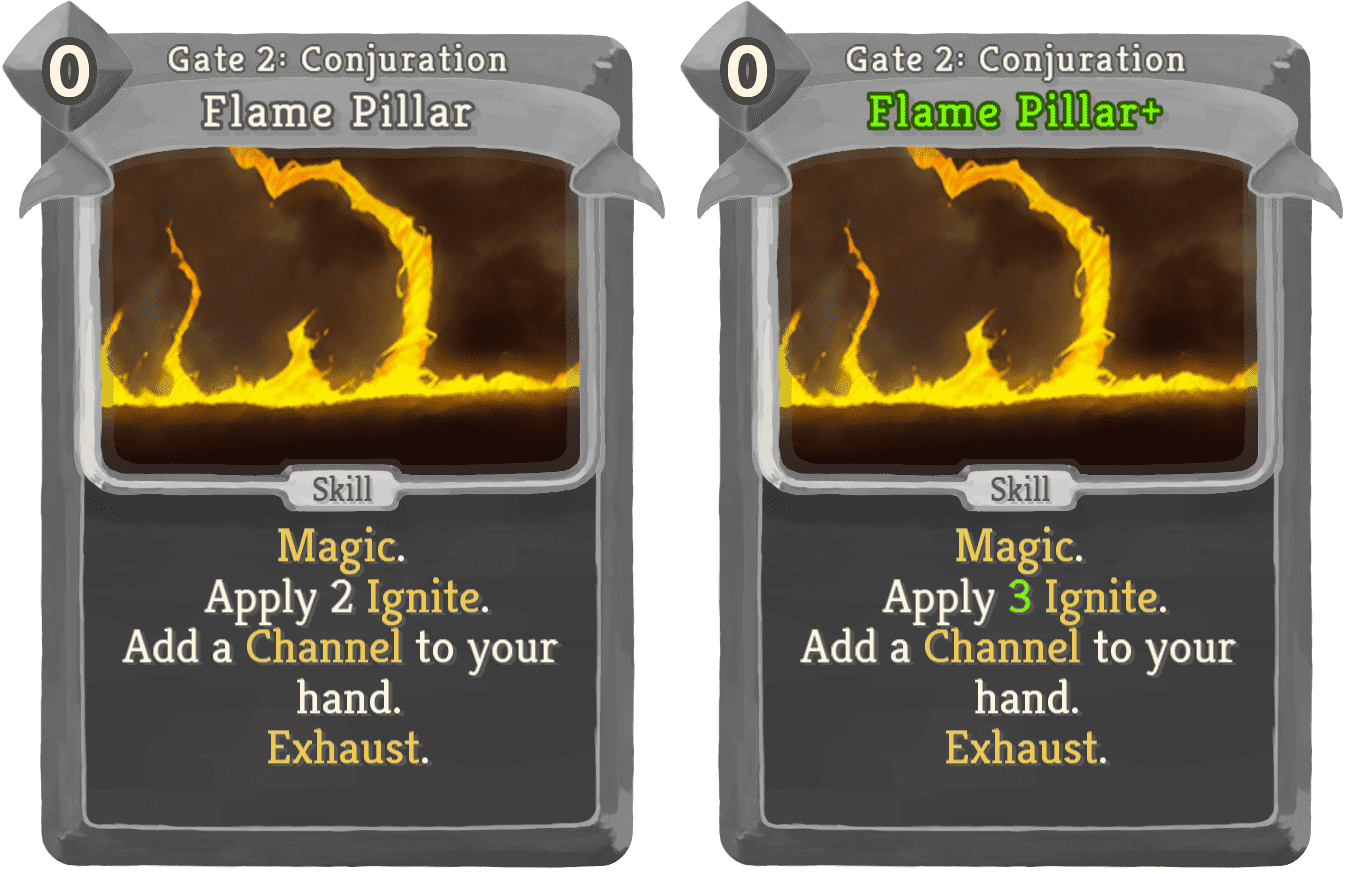 0
Gate 2: Conjuration
Flame Pillar
Skill
Magic.
Apply 2 Ignite.
Add a Channel to your
hand.
Exhaust.
0
Gate 2: Conjuration
Flame Pillar+
Skill
Magic.
Apply 3 Ignite.
Add a Channel to your
hand.
Exhaust.